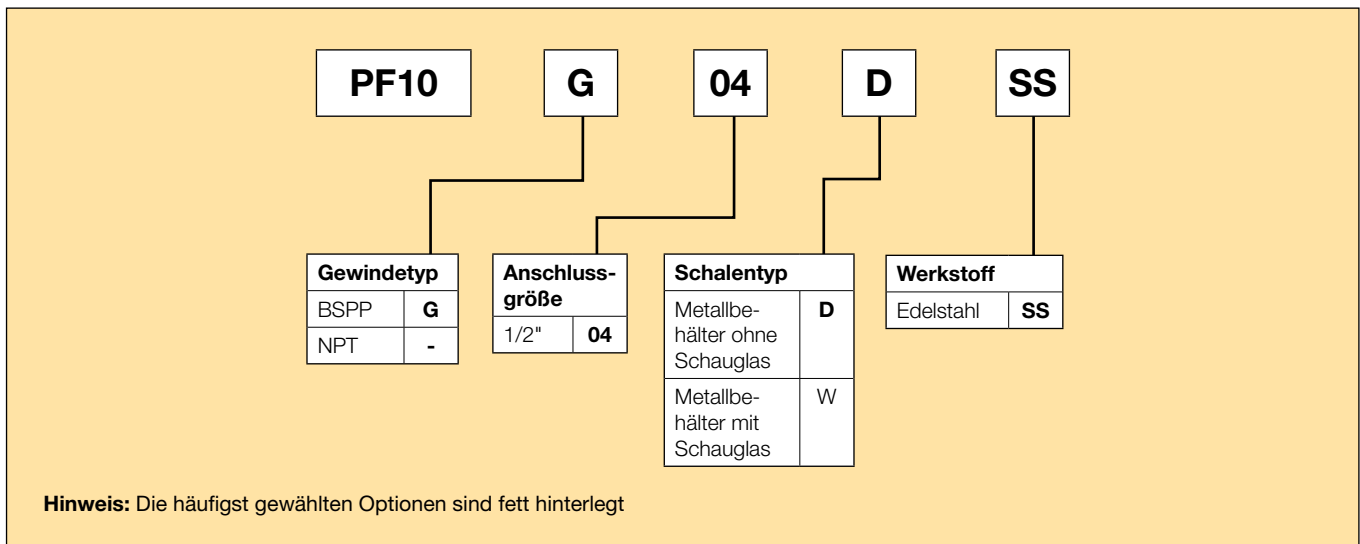 PF10 G 04 D SS
Gewindetyp
BSPP G
NPT -
Anschluss-
größe
1/2" 04
Schalentyp
Metallbe- D
hälter ohne
Schauglas
Metallbe- W
hälter mit
Schauglas
Werkstoff
Edelstahl SS
Hinweis: Die häufigst gewählten Optionen sind fett hinterlegt